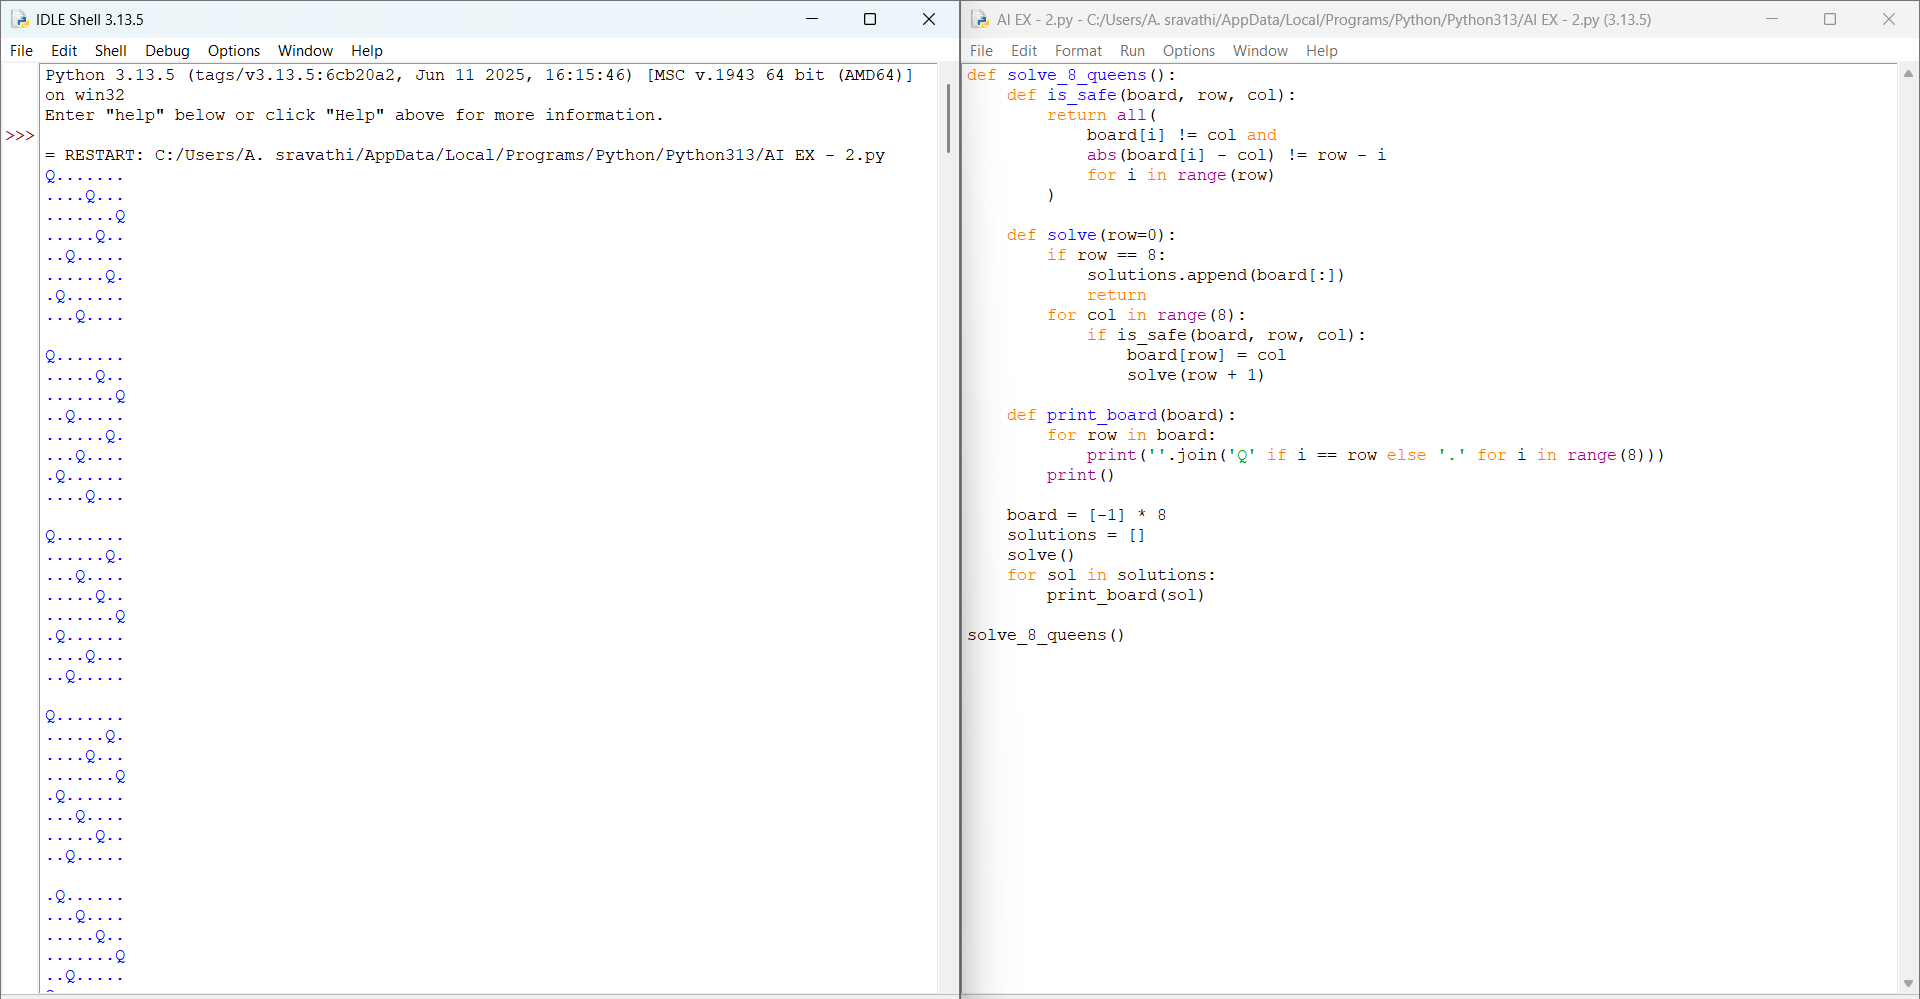 IDLE Shell 3.13.5
File Edit Shell Debug Options Window Help
Python 3.13.5 (tags/v3.13.5:6cb20a2, Jun 11 2025, 16:15:46) [MSC v.1943 64 bit (AMD64)]
on win32
Enter "help" below or click "Help" above for more information.
>>>
= RESTART: C:/Users/A. sravathi/AppData/Local/Programs/Python/Python313/AI EX - 2.py
Q.......
....Q...
.......Q
.....Q..
..Q.....
......Q.
.Q......
...Q....

Q.......
.....Q..
.......Q
..Q.....
......Q.
...Q....
.Q......
....Q...

Q.......
......Q.
...Q....
.....Q..
.......Q
.Q......
....Q...
..Q.....

Q.......
......Q.
....Q...
.......Q
.Q......
...Q....
.....Q..
..Q.....

.Q......
...Q....
.....Q..
.......Q
..Q.....
AI EX - 2.py - C:/Users/A. sravathi/AppData/Local/Programs/Python/Python313/AI EX - 2.py (3.13.5)
File Edit Format Run Options Window Help
def solve_8_queens():
    def is_safe(board, row, col):
        return all(
            board[i] != col and
            abs(board[i] - col) != row - i
            for i in range(row)
        )

    def solve(row=0):
        if row == 8:
            solutions.append(board[:])
            return
        for col in range(8):
            if is_safe(board, row, col):
                board[row] = col
                solve(row + 1)

    def print_board(board):
        for row in board:
            print(''.join('Q' if i == row else '.' for i in range(8)))
        print()

    board = [-1] * 8
    solutions = []
    solve()
    for sol in solutions:
        print_board(sol)

solve_8_queens()